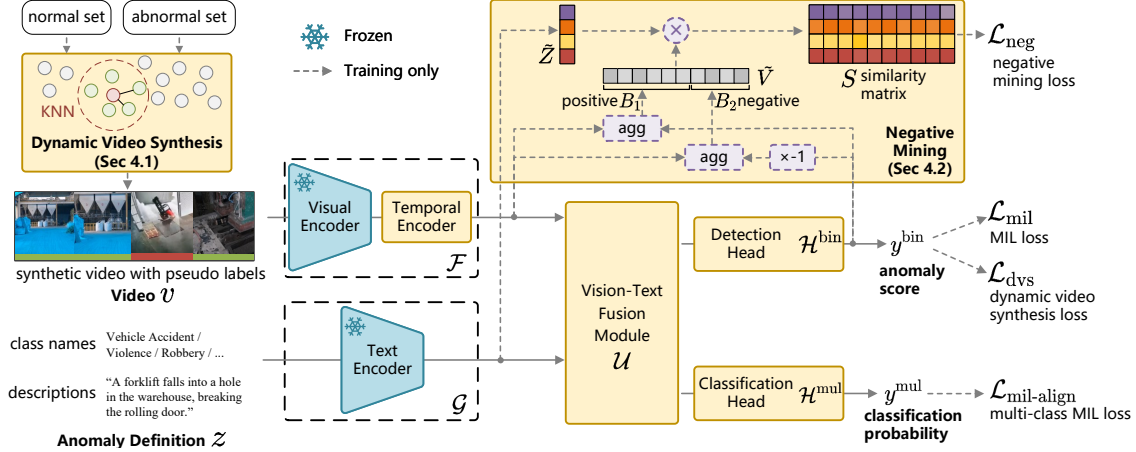 normal set
abnormal set
KNN
Dynamic Video Synthesis
(Sec 4.1)
synthetic video with pseudo labels
Video v
class names
Vehicle Accident /
Violence / Robbery / ...
descriptions
“A forklift falls into a hole
in the warehouse, breaking
the rolling door.”
Anomaly Definition z
Frozen
Training only
Visual
Encoder
Temporal
Encoder
F
Text
Encoder
G
Z̃
×
Ṽ
positive B₁
B₂ negative
agg
agg
×-1
S similarity
matrix
Negative
Mining
(Sec 4.2)
ℒneg
negative
mining loss
Vision-Text
Fusion
Module
U
Detection
Head
H^bin
y^bin
anomaly
score
ℒmil
MIL loss
ℒdvs
dynamic video
synthesis loss
Classification
Head
H^mul
y^mul
classification
probability
ℒmil-align
multi-class MIL loss